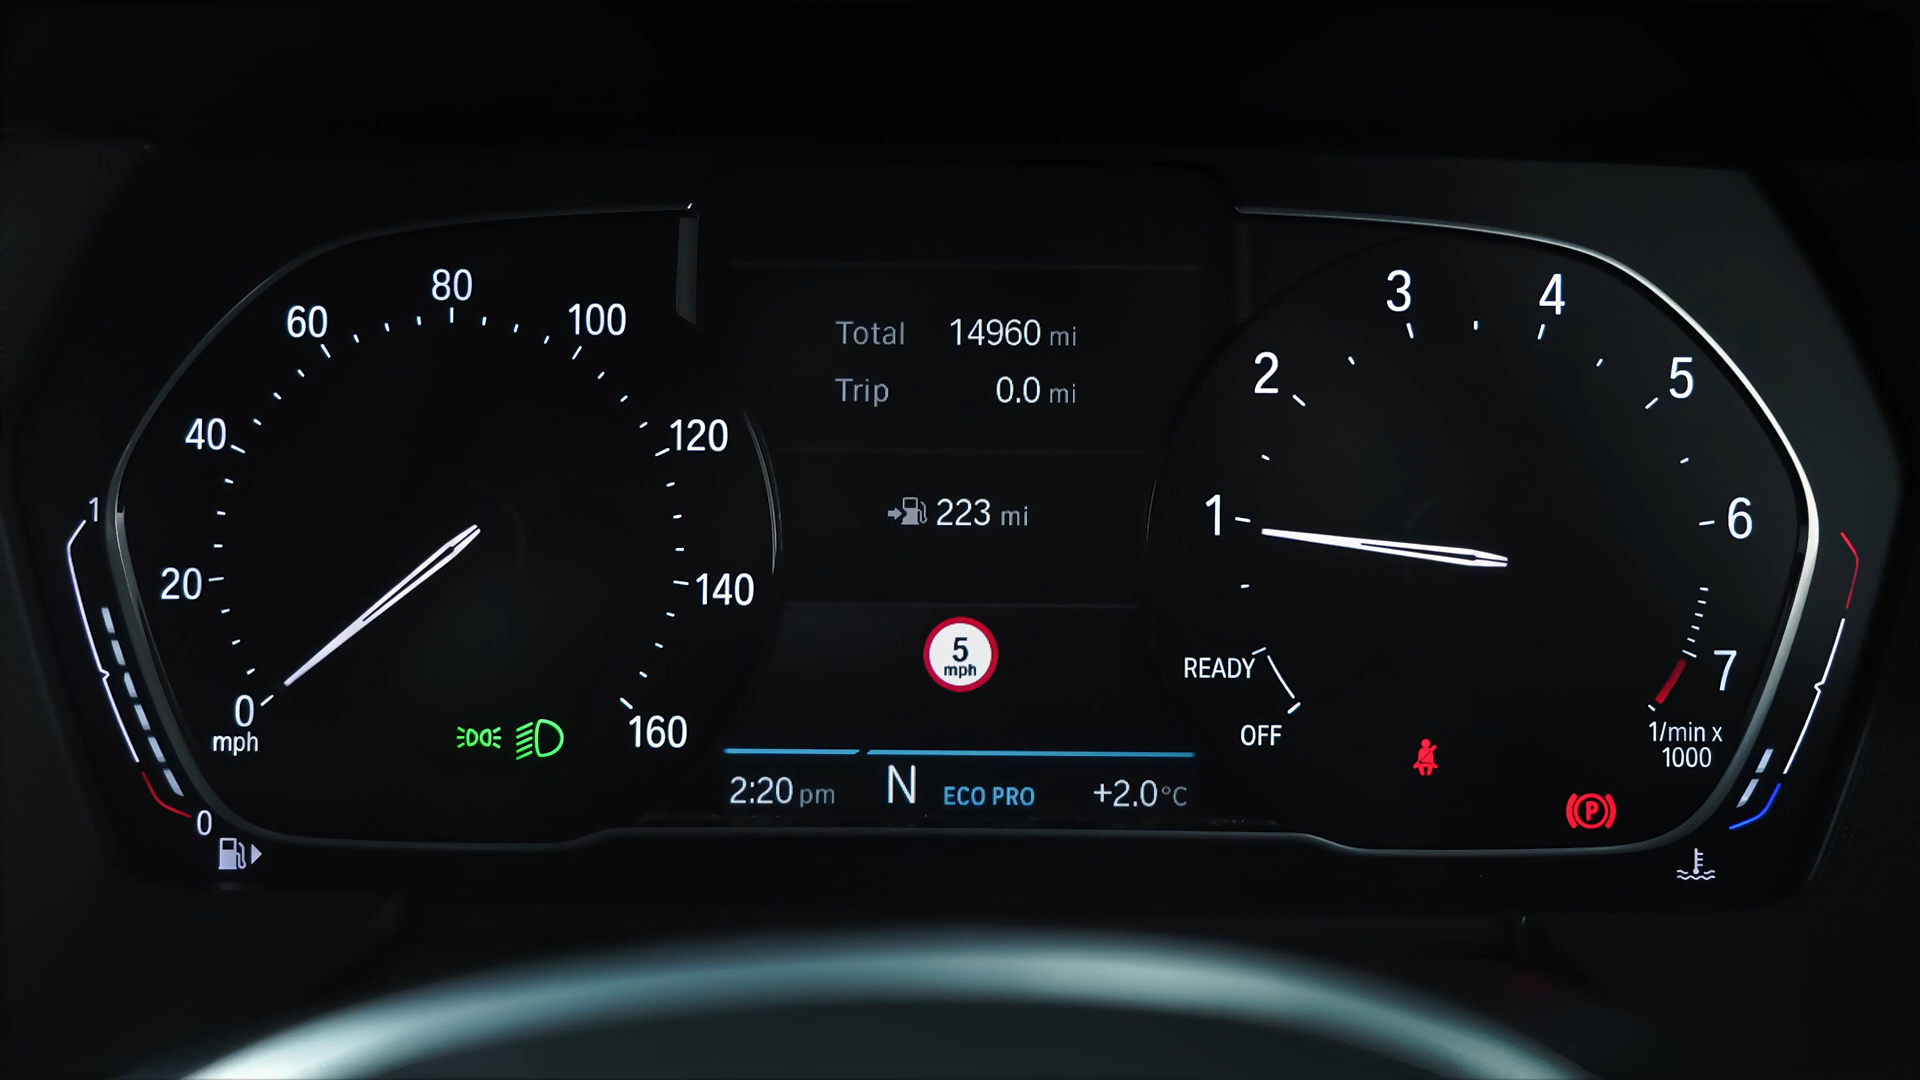 80
60
100
40
120
1
20
140
0
mph
160
0
Total 14960 mi
Trip 0.0 mi
223 mi
5
mph
2:20 pm N ECO PRO +2.0°C
3
4
2
5
1
6
READY
7
OFF
1/min x
1000
P